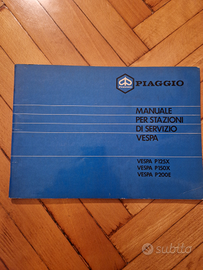 PIAGGIO
MANUALE
PER STAZIONI
DI SERVIZIO
VESPA
VESPA P125X
VESPA P150X
VESPA P200E
subito